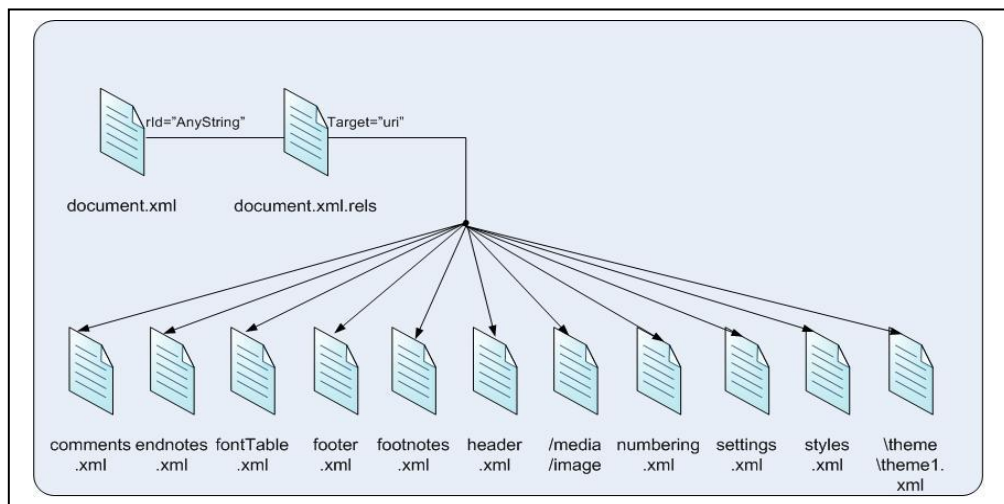 rId="AnyString"
Target="uri"
document.xml
document.xml.rels
comments
.xml
endnotes
.xml
fontTable
.xml
footer
.xml
footnotes
.xml
header
.xml
/media
/image
numbering
.xml
settings
.xml
styles
.xml
\theme
\theme1.
xml